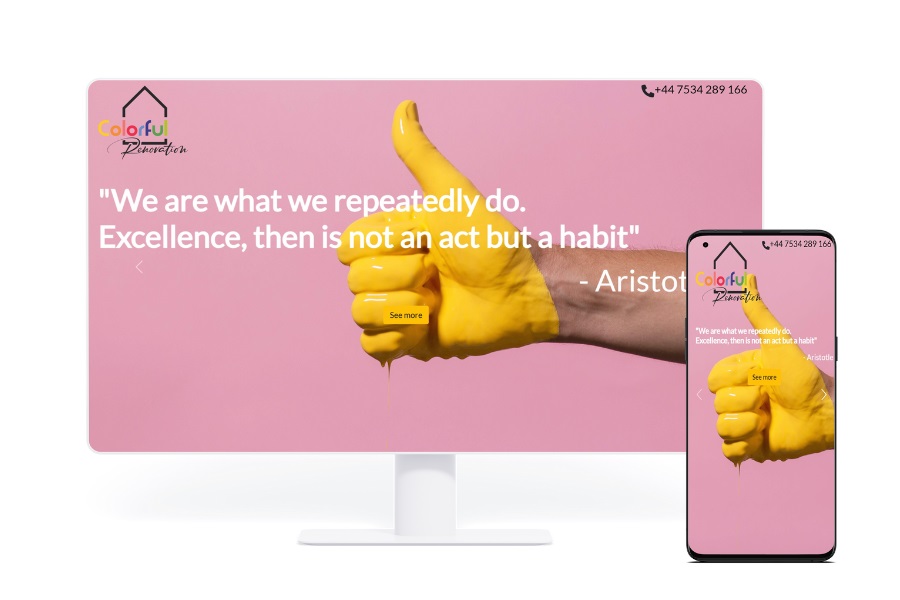 Colorful
Renovation
+44 7534 289 166
"We are what we repeatedly do.
Excellence, then is not an act but a habit"
- Aristot
See more
+44 7534 289 166
Colorful
Renovation
"We are what we repeatedly do.
Excellence, then is not an act but a habit"
- Aristotle
See more